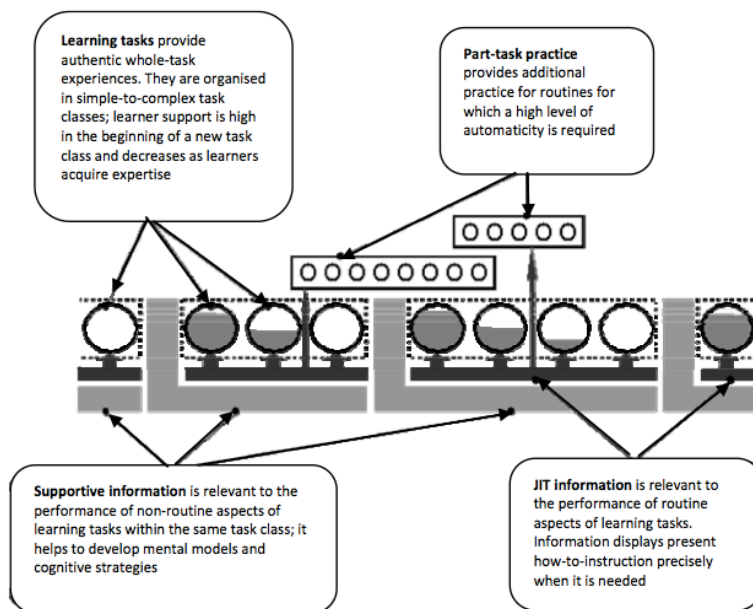 Learning tasks provide
authentic whole-task
experiences. They are organised
in simple-to-complex task
classes; learner support is high
in the beginning of a new task
class and decreases as learners
acquire expertise
Part-task practice
provides additional
practice for routines for
which a high level of
automaticity is required
Supportive information is relevant to the
performance of non-routine aspects of
learning tasks within the same task class; it
helps to develop mental models and
cognitive strategies
JIT information is relevant to
the performance of routine
aspects of learning tasks.
Information displays present
how-to-instruction precisely
when it is needed